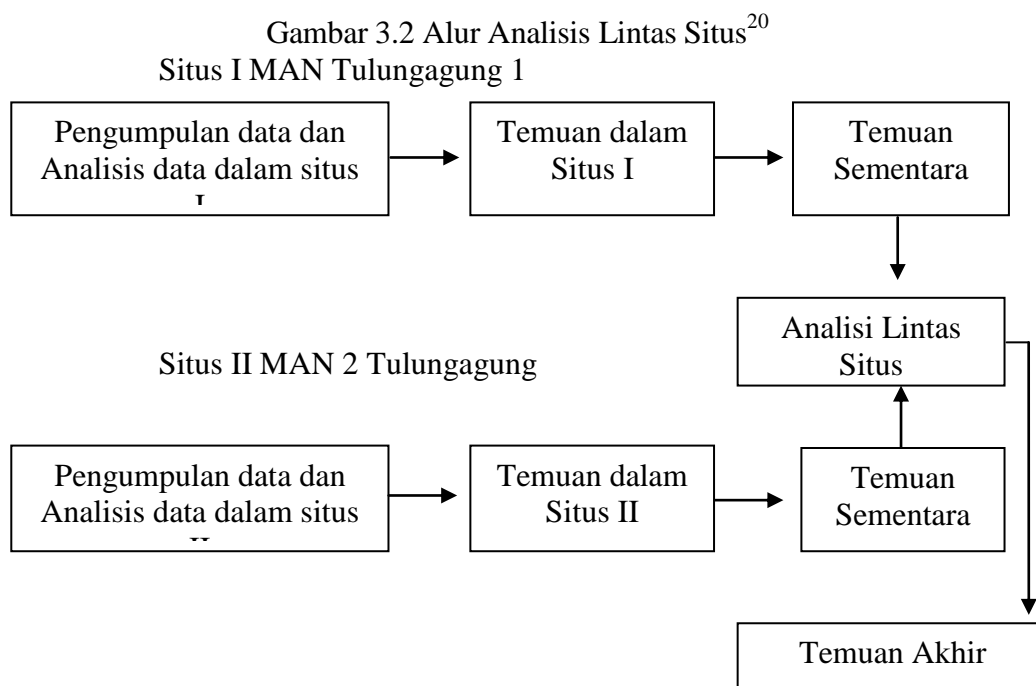 Gambar 3.2 Alur Analisis Lintas Situs20
Situs I MAN Tulungagung 1
Pengumpulan data dan
Analisis data dalam situs
I
Temuan dalam
Situs I
Temuan
Sementara
Analisi Lintas
Situs
Situs II MAN 2 Tulungagung
Pengumpulan data dan
Analisis data dalam situs
II
Temuan dalam
Situs II
Temuan
Sementara
Temuan Akhir